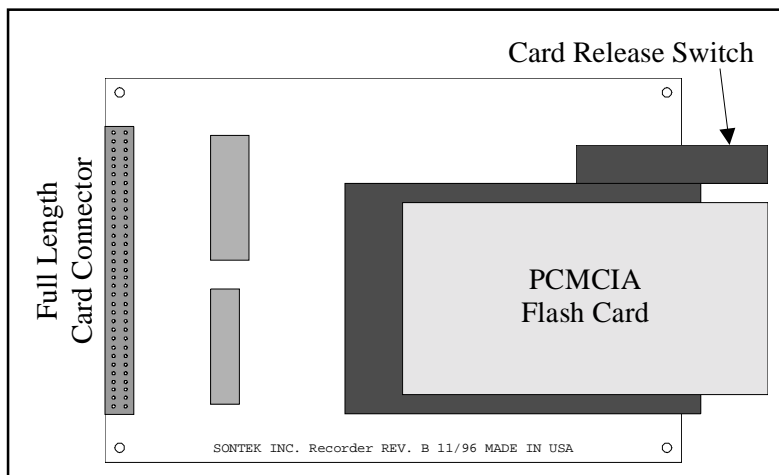 Card Release Switch
Full Length
Card Connector
PCMCIA
Flash Card
SONTEK INC. Recorder REV. B 11/96 MADE IN USA